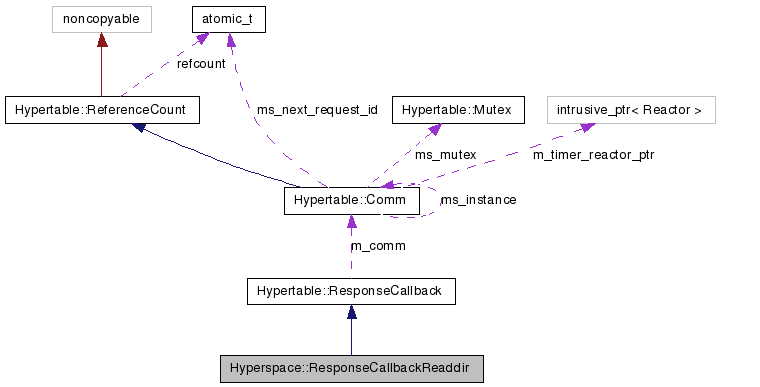 noncopyable
atomic_t
refcount
Hypertable::ReferenceCount
ms_next_request_id
Hypertable::Mutex
intrusive_ptr< Reactor >
ms_mutex
m_timer_reactor_ptr
Hypertable::Comm
ms_instance
m_comm
Hypertable::ResponseCallback
Hyperspace::ResponseCallbackReaddir